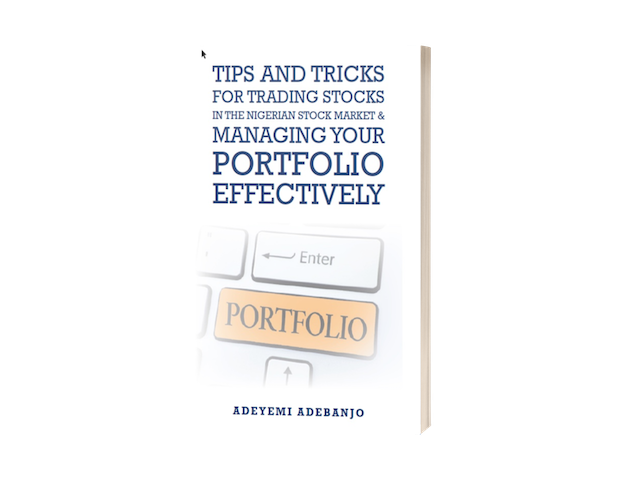 TIPS AND TRICKS
FOR TRADING STOCKS
IN THE NIGERIAN STOCK MARKET &
MANAGING YOUR
PORTFOLIO
EFFECTIVELY
Enter
PORTFOLIO
ADEYEMI ADEBANJO